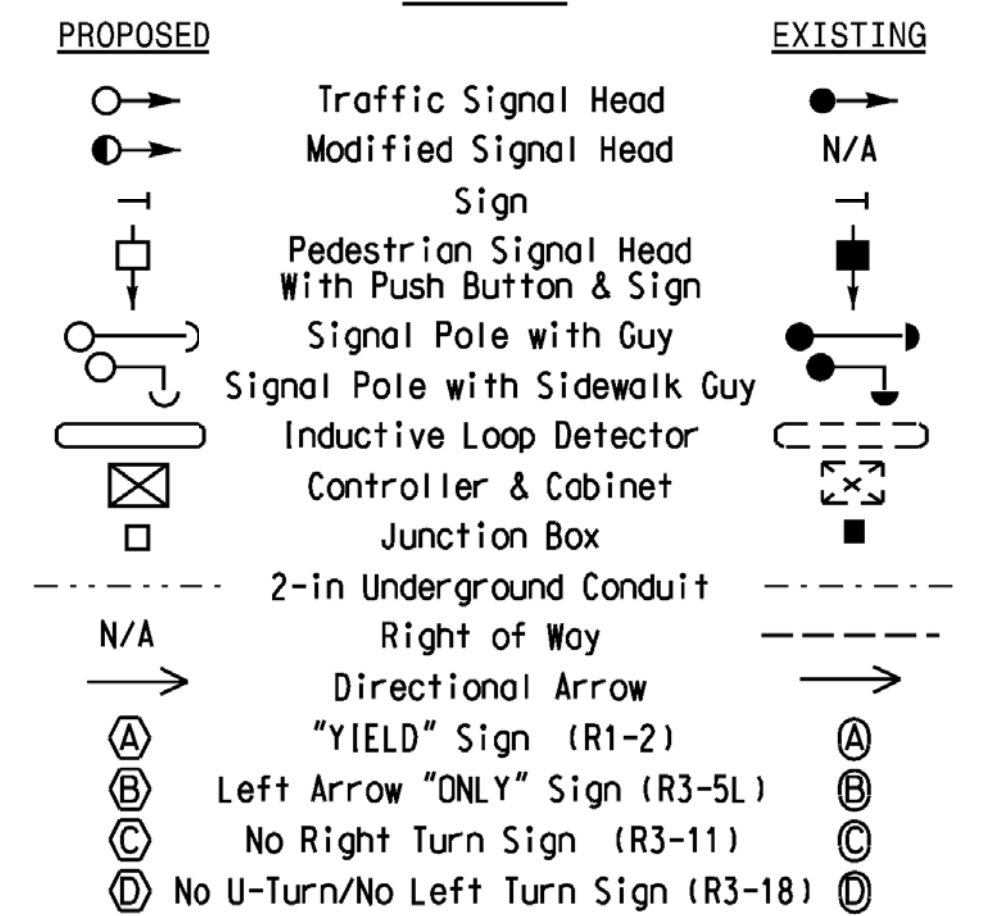 PROPOSED EXISTING
Traffic Signal Head
Modified Signal Head N/A
Sign
Pedestrian Signal Head
With Push Button & Sign
Signal Pole with Guy
Signal Pole with Sidewalk Guy
Inductive Loop Detector
Controller & Cabinet
Junction Box
2-in Underground Conduit
N/A Right of Way
Directional Arrow
A "YIELD" Sign (R1-2) A
B Left Arrow "ONLY" Sign (R3-5L) B
C No Right Turn Sign (R3-11) C
D No U-Turn/No Left Turn Sign (R3-18) D